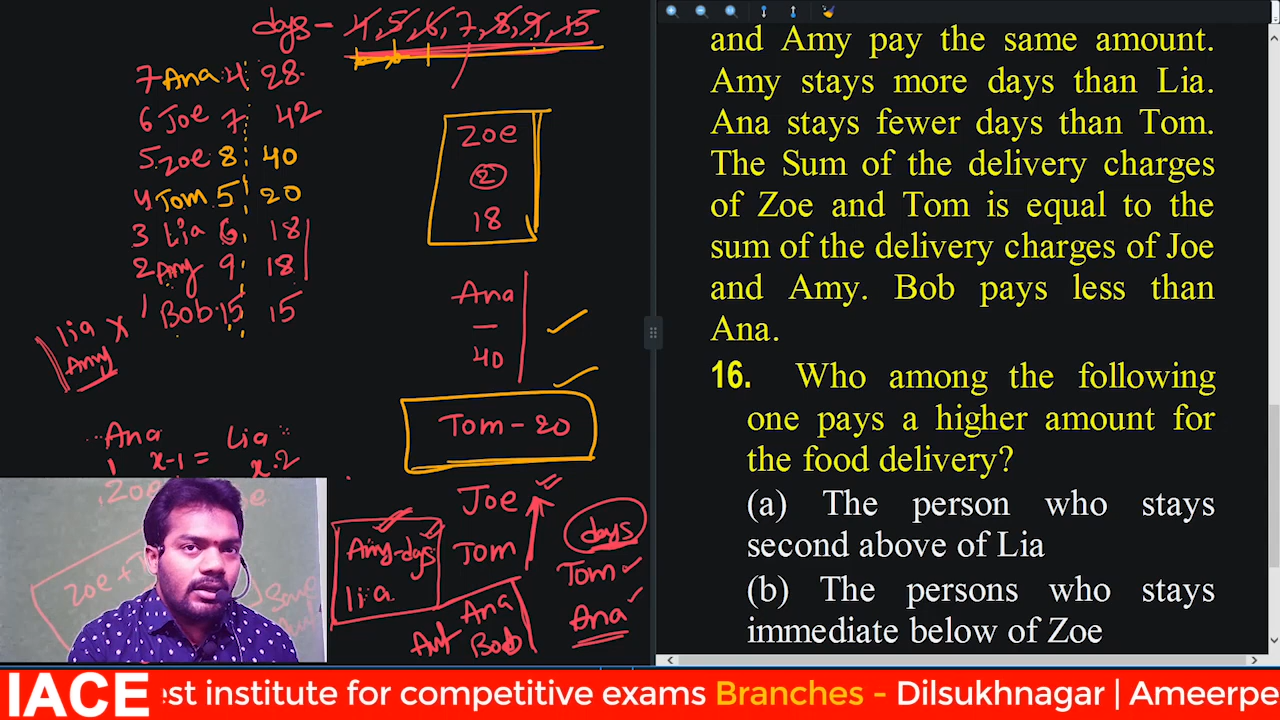 days - 4, 5, 6, 7, 8, 9, 15
7 Ana 4 28
6 Joe 7 42
5 Zoe 8 40
4 Tom 5 20
3 Lia 6 18
2 Amy 9 18
1 Bob 15 15
Lia x
Amy
Zoe
2
18
Ana
40
Tom - 20
Ana Lia
1 x-1 = x.2
Zoe
Joe
Tom
Amy-days
Lia
Ana
Bob
Amt
days
Tom
Ana
Zoe +
and Amy pay the same amount.
Amy stays more days than Lia.
Ana stays fewer days than Tom.
The Sum of the delivery charges
of Zoe and Tom is equal to the
sum of the delivery charges of Joe
and Amy. Bob pays less than
Ana.
16. Who among the following
one pays a higher amount for
the food delivery?
(a) The person who stays
second above of Lia
(b) The persons who stays
immediate below of Zoe
IACE est institute for competitive exams Branches - Dilsukhnagar | Ameerpe